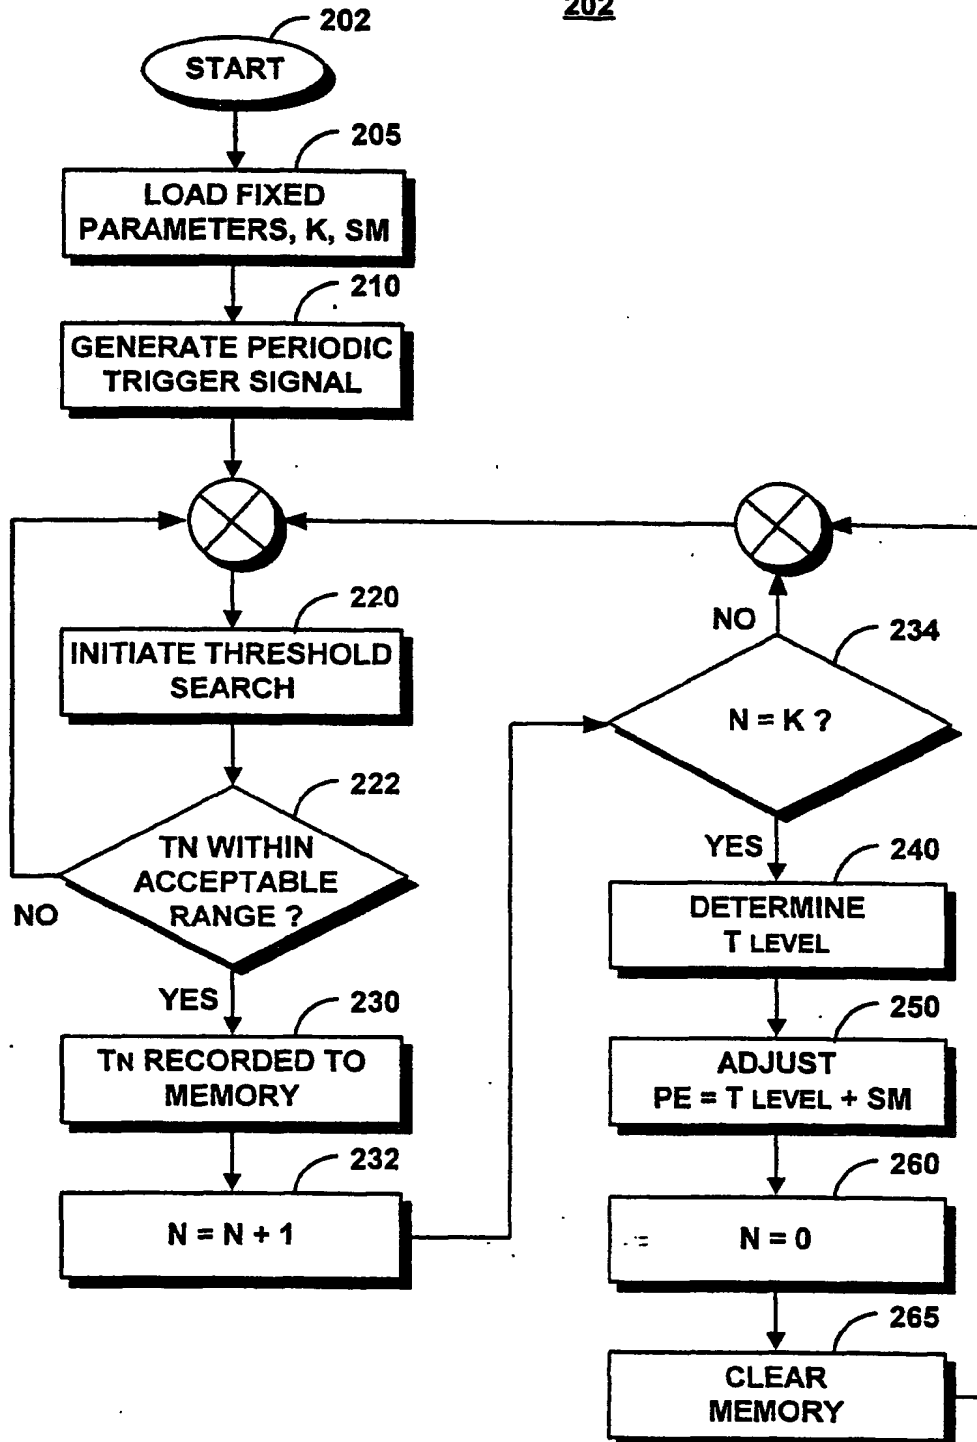 202
202
START
205
LOAD FIXED
PARAMETERS, K, SM
210
GENERATE PERIODIC
TRIGGER SIGNAL
220
INITIATE THRESHOLD
SEARCH
222
TN WITHIN
ACCEPTABLE
RANGE ?
NO
YES
230
TN RECORDED TO
MEMORY
232
N = N + 1
234
N = K ?
NO
YES
240
DETERMINE
T LEVEL
250
ADJUST
PE = T LEVEL + SM
260
N = 0
265
CLEAR
MEMORY